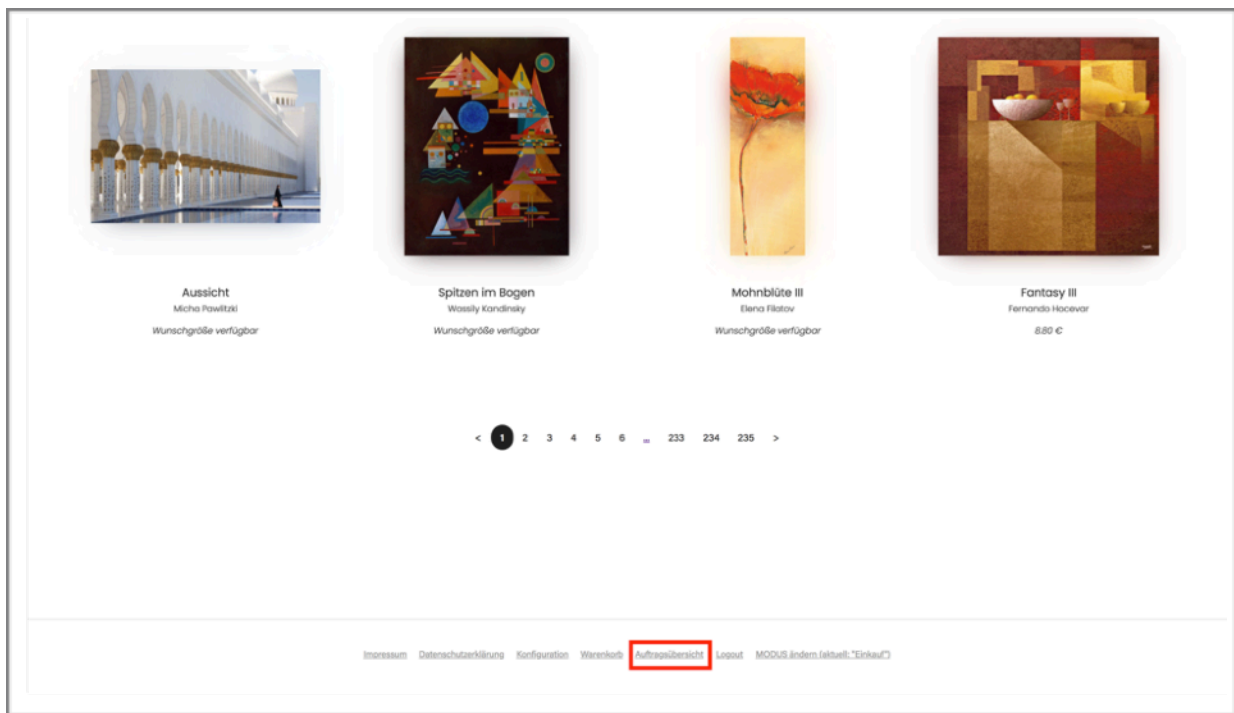 Aussicht
Micha Pawlitzki
Wunschgröße verfügbar
Spitzen im Bogen
Wassily Kandinsky
Wunschgröße verfügbar
Mohnblüte III
Elena Filatov
Wunschgröße verfügbar
Fantasy III
Fernando Hocevar
8.80 €
< 1 2 3 4 5 6 ... 233 234 235 >
Impressum Datenschutzerklärung Konfiguration Warenkorb Auftragsübersicht Logout MODUS ändern (aktuell: "Einkauf")